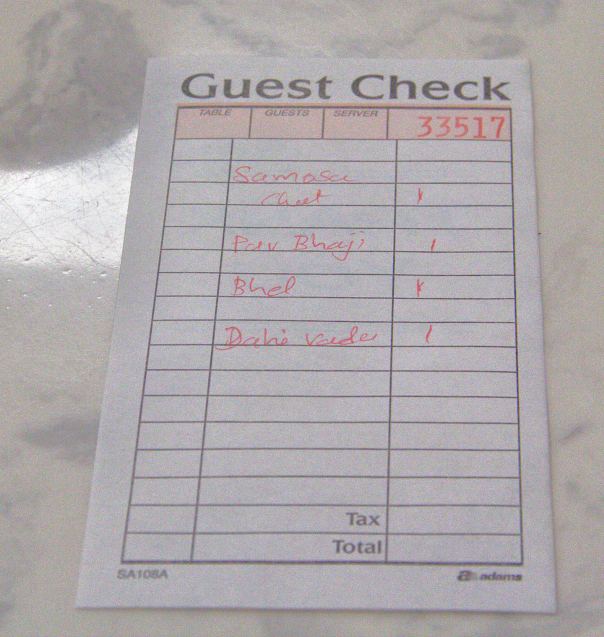 Guest Check
TABLE GUESTS SERVER 33517
Samosa
Chat 1
Pav Bhaji 1
Bhel 1
Dahi vada 1
Tax
Total
SA108A adams